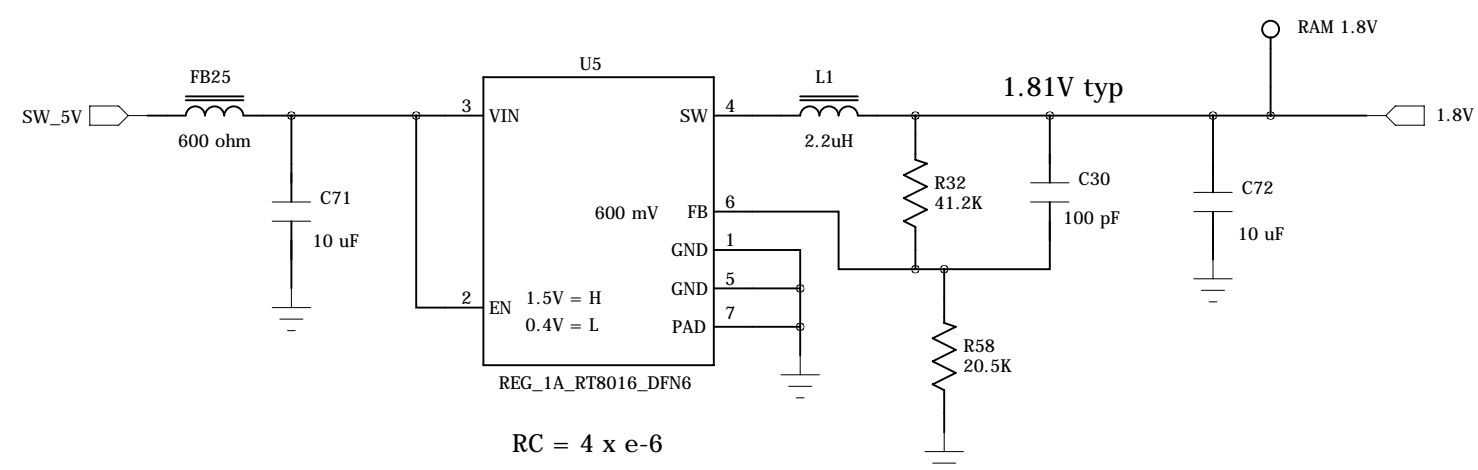 RAM 1.8V
U5
FB25
L1
1.81V typ
SW_5V
3
VIN
SW
4
1.8V
600 ohm
2.2uH
C71
R32
C30
C72
41.2K
600 mV
FB
6
100 pF
10 uF
10 uF
GND
1
2
EN
1.5V = H
GND
5
0.4V = L
PAD
7
R58
20.5K
REG_1A_RT8016_DFN6
RC = 4 x e-6